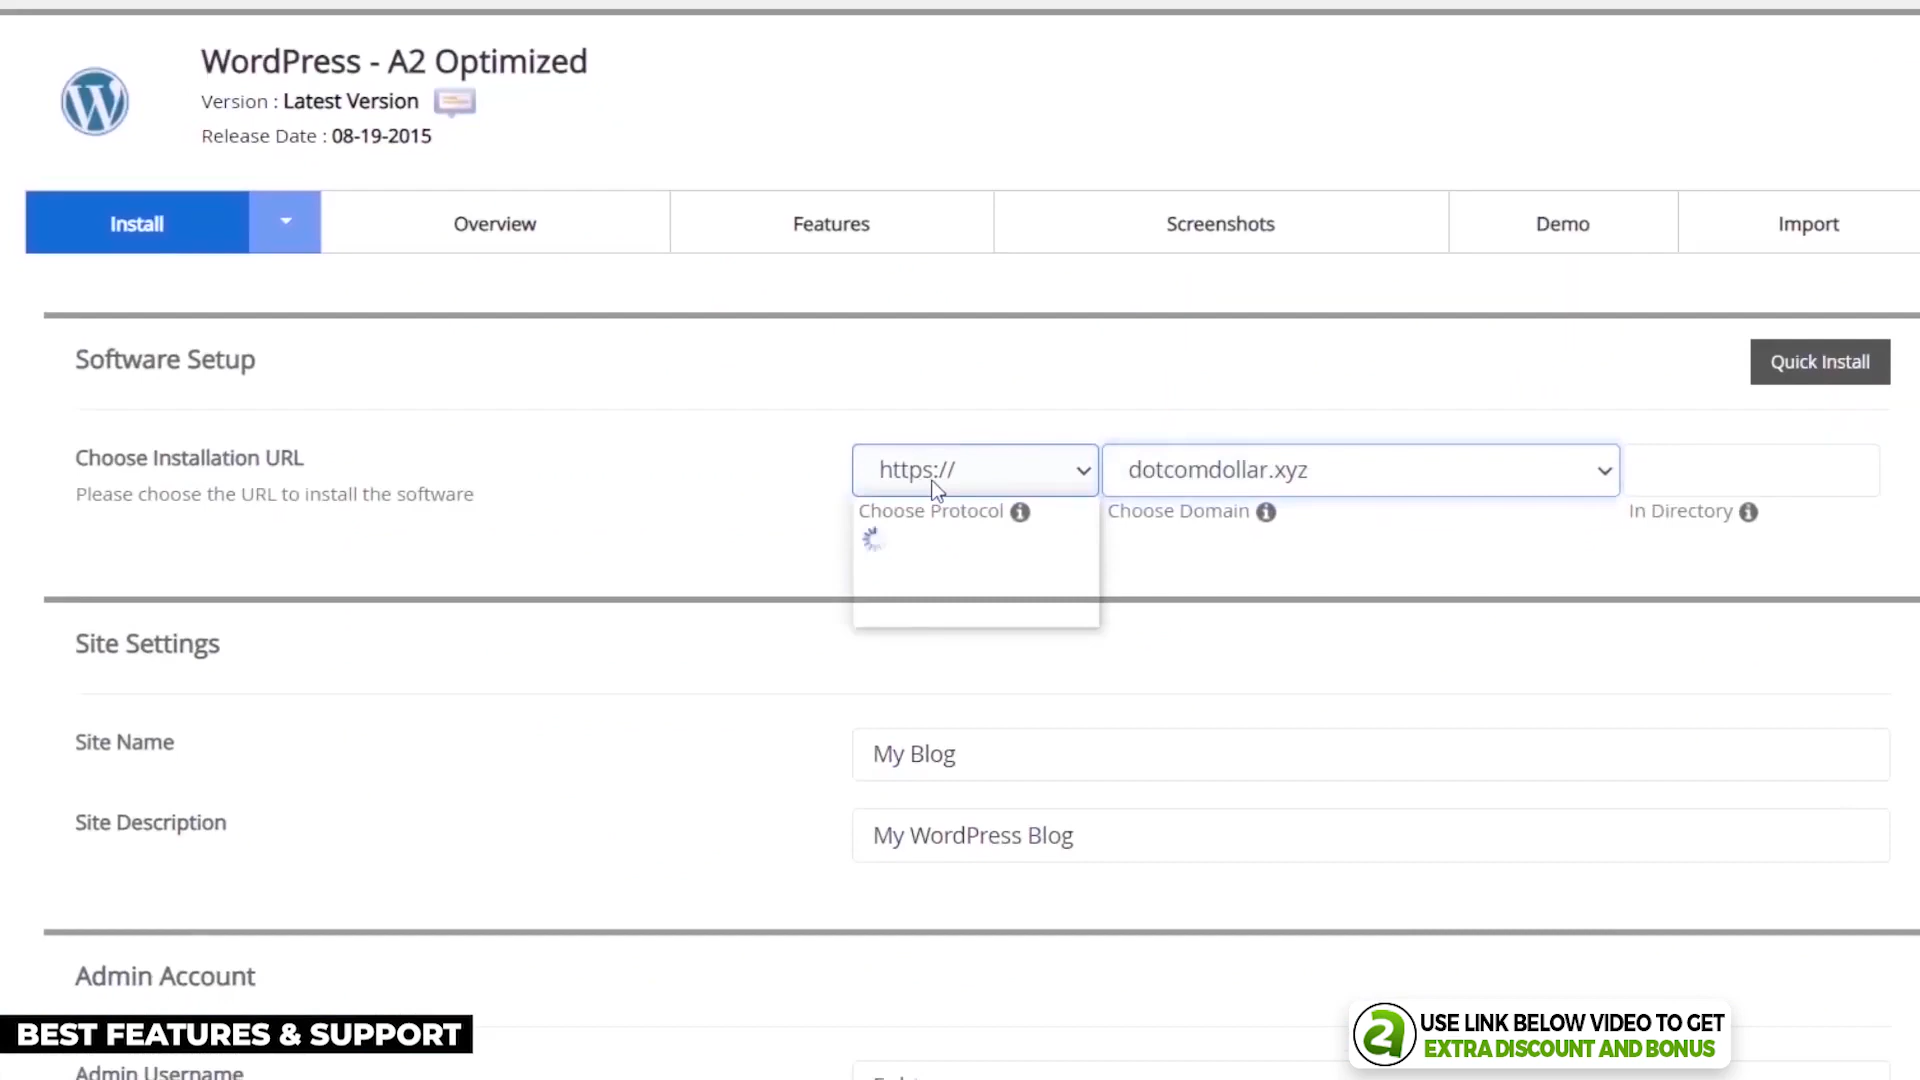 WordPress - A2 Optimized
Version : Latest Version
Release Date : 08-19-2015
Install
Overview
Features
Screenshots
Demo
Import
Software Setup
Quick Install
Choose Installation URL
Please choose the URL to install the software
https://
dotcomdollar.xyz
Choose Protocol
Choose Domain
In Directory
Site Settings
Site Name
My Blog
Site Description
My WordPress Blog
Admin Account
BEST FEATURES & SUPPORT
USE LINK BELOW VIDEO TO GET
EXTRA DISCOUNT AND BONUS
Admin Username